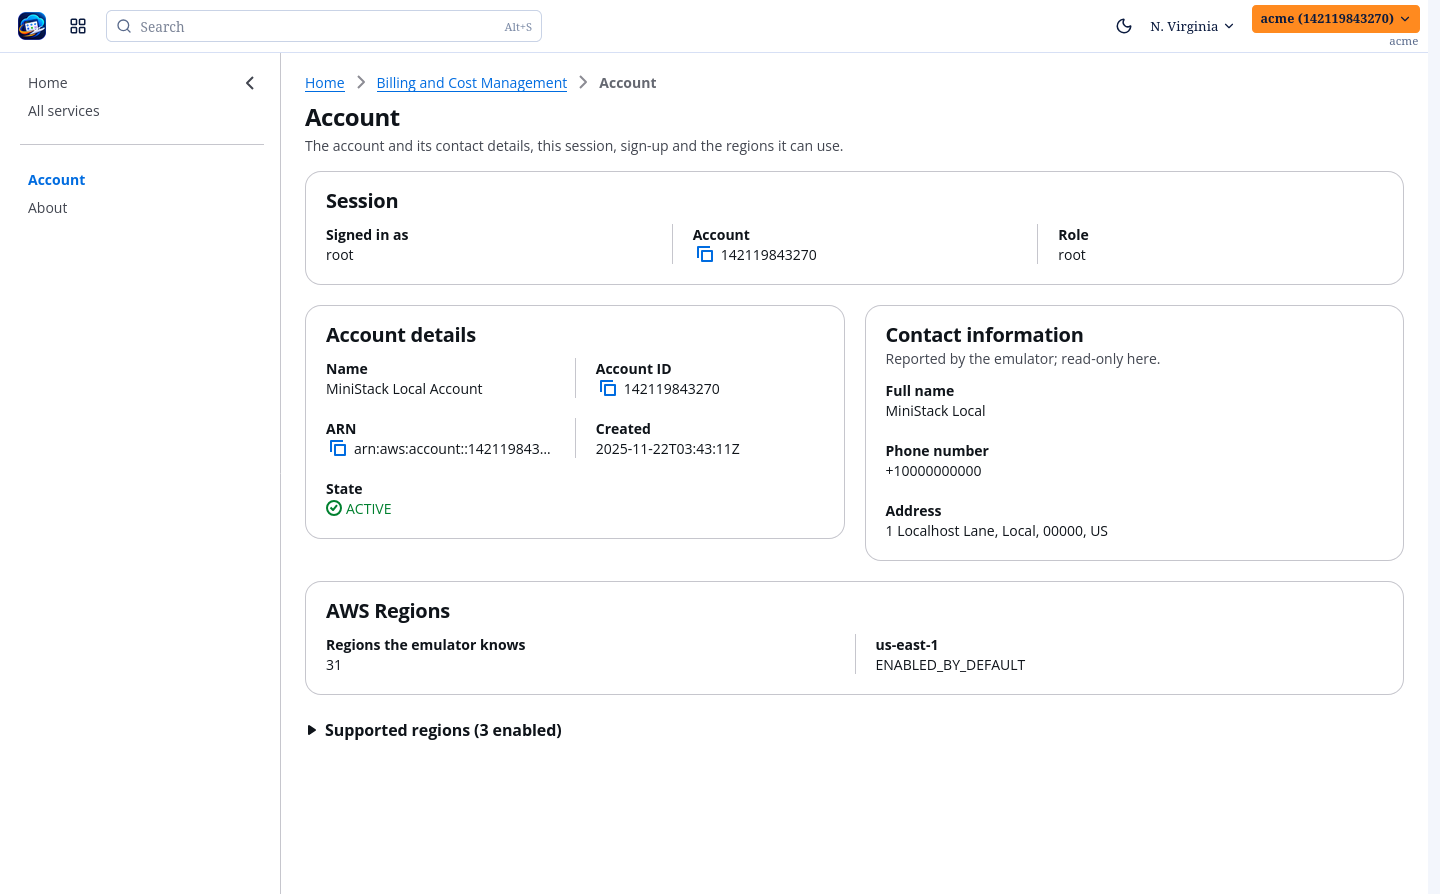 Search
Alt+S
N. Virginia
acme (142119843270)
acme
Home
All services
Account
About
Home
Billing and Cost Management
Account
Account
The account and its contact details, this session, sign-up and the regions it can use.
Session
Signed in as
root
Account
142119843270
Role
root
Account details
Name
MiniStack Local Account
Account ID
142119843270
ARN
arn:aws:account::142119843...
Created
2025-11-22T03:43:11Z
State
ACTIVE
Contact information
Reported by the emulator; read-only here.
Full name
MiniStack Local
Phone number
+10000000000
Address
1 Localhost Lane, Local, 00000, US
AWS Regions
Regions the emulator knows
31
us-east-1
ENABLED_BY_DEFAULT
Supported regions (3 enabled)